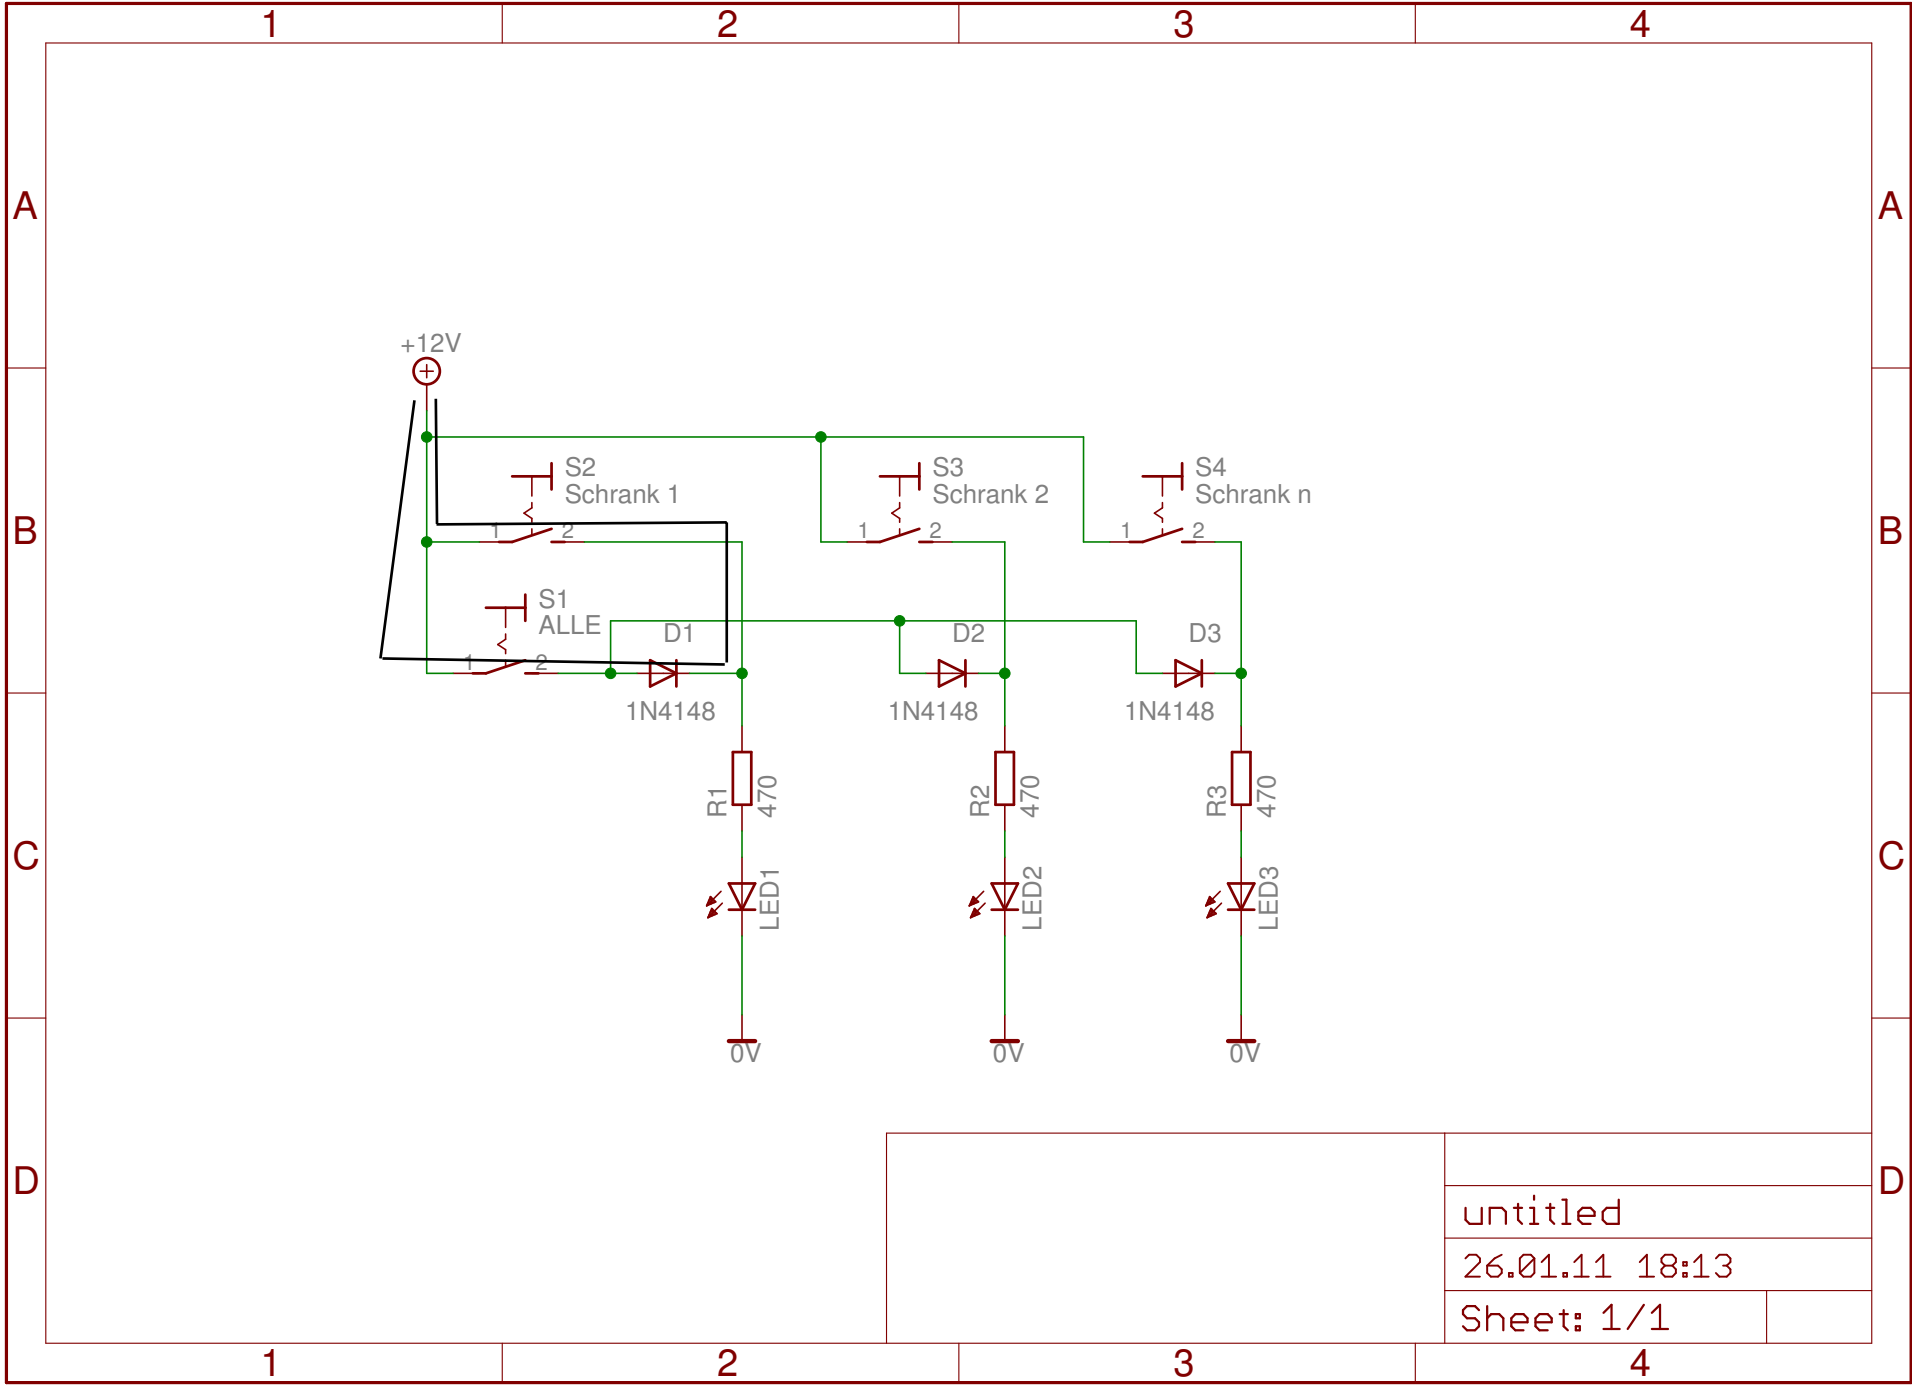 1 2 3 4
A A
+12V
S2
Schrank 1
S3
Schrank 2
S4
Schrank n
B B
1 2 1 2 1 2
S1
ALLE
D1 D2 D3
1 2
1N4148 1N4148 1N4148
R1 470 R2 470 R3 470
C C
LED1 LED2 LED3
0V 0V 0V
D D
untitled
26.01.11 18:13
Sheet: 1/1
1 2 3 4